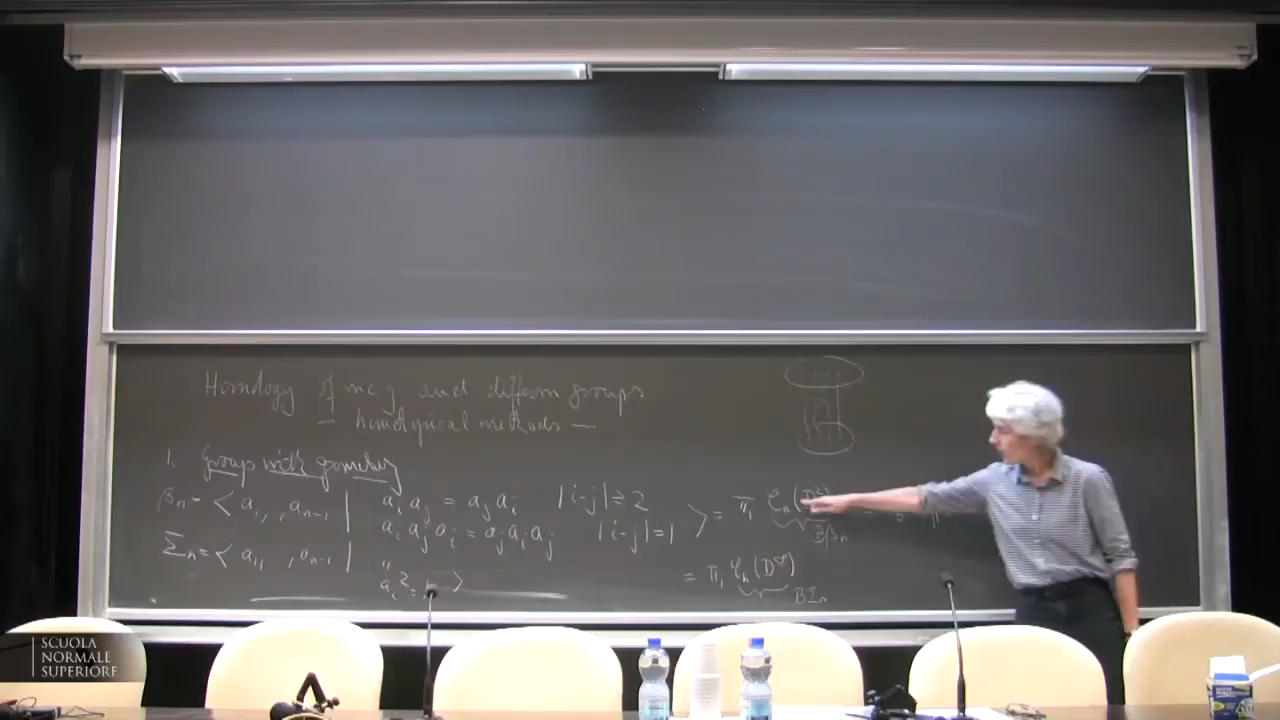 Homology of mcg and diffeom groups
— homological methods —
1. Groups with geometry
βn = < a1, , an-1 | ai aj = aj ai |i-j| ≥ 2
ai aj ai = aj ai aj |i-j| = 1 > = π1 Cn(D²)
Bβn
Σn = < a1, , an-1 | "
ai² = 1 > = π1 Cn(D∞)
BΣn
SCUOLA
NORMALE
SUPERIORE